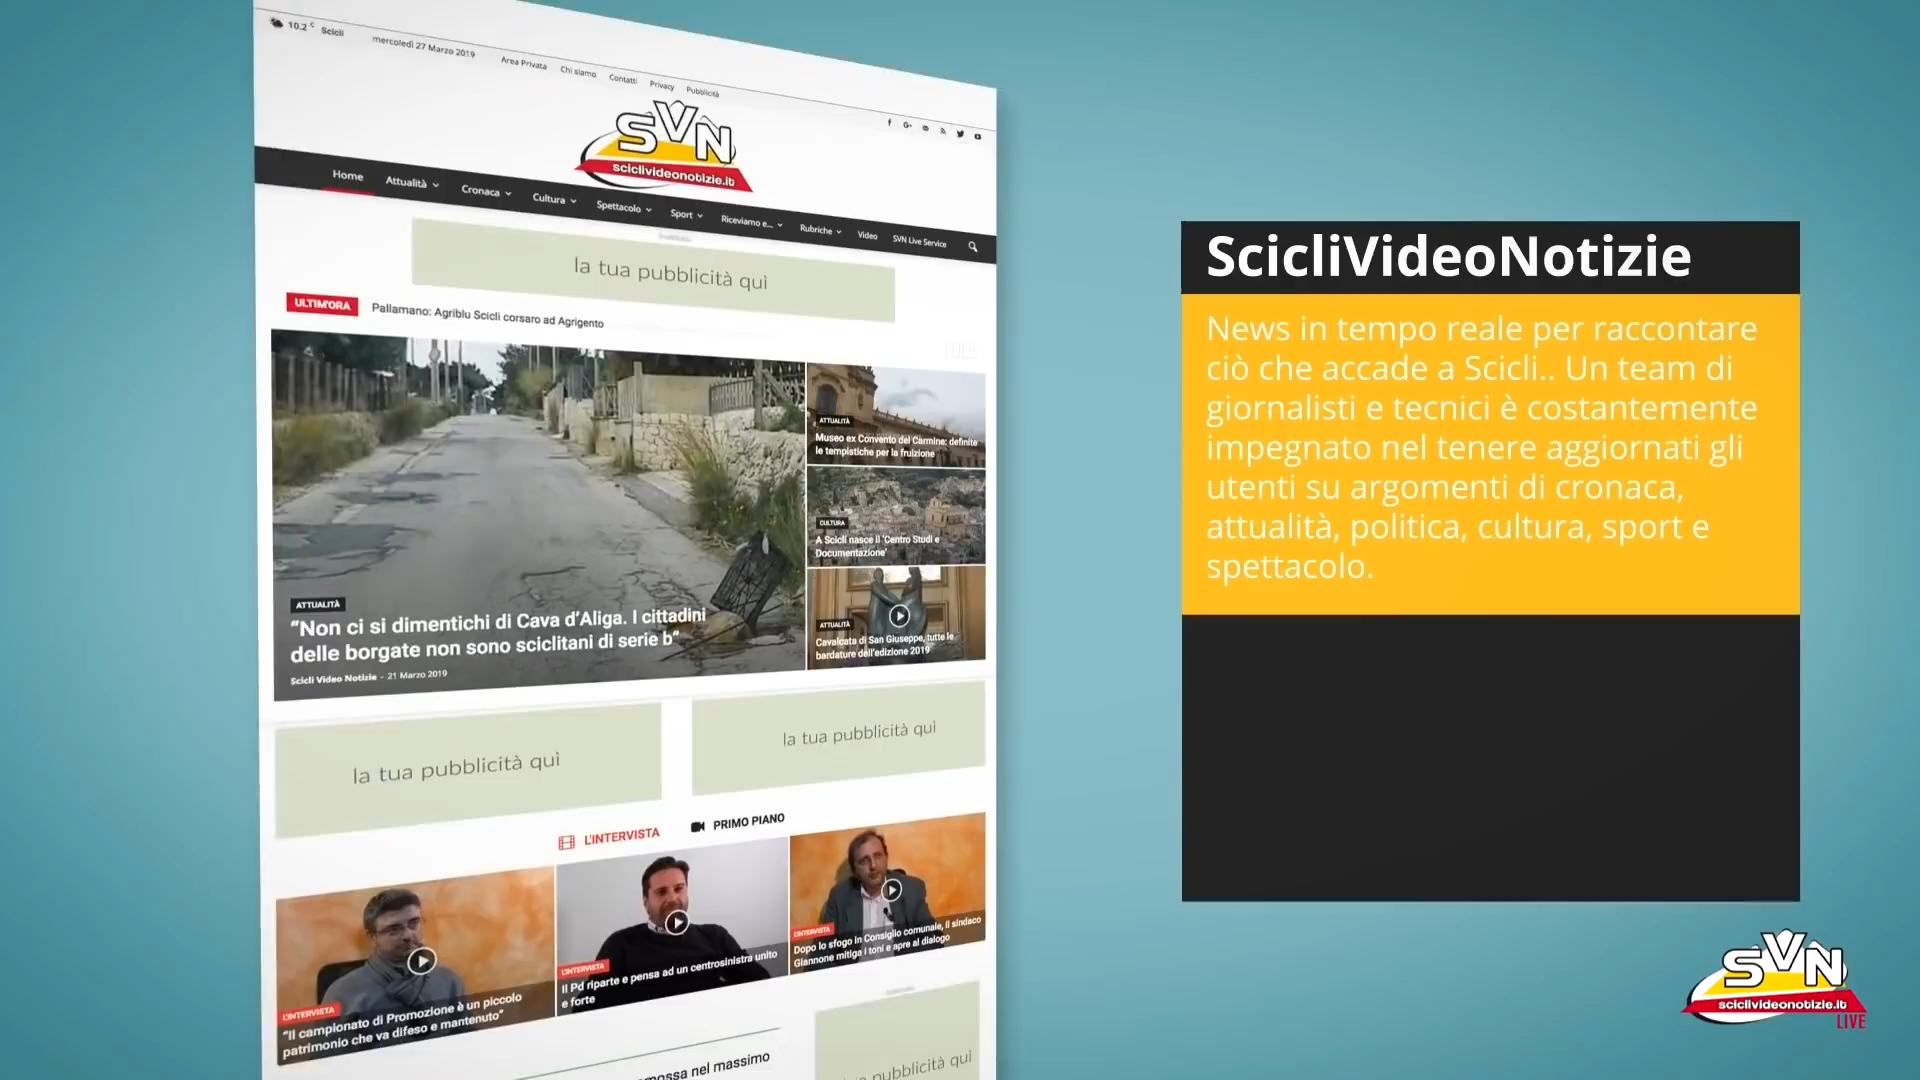 10.2 C Scicli
mercoledì 27 Marzo 2019
Area Privata Chi siamo Contatti Privacy Pubblicità
SVN
sciclivideonotizie.it
Home Attualità Cronaca Cultura Spettacolo Sport Riceviamo e... Rubriche Video SVN Live Service
la tua pubblicità quì
ULTIM'ORA Pallamano: Agriblu Scicli corsaro ad Agrigento
ATTUALITÀ
“Non ci si dimentichi di Cava d’Aliga. I cittadini
delle borgate non sono sciclitani di serie b”
Scicli Video Notizie - 21 Marzo 2019
ATTUALITÀ
Museo ex Convento del Carmine: definite
le tempistiche per la fruizione
CULTURA
A Scicli nasce il ‘Centro Studi e
Documentazione’
ATTUALITÀ
Cavalcata di San Giuseppe, tutte le
bardature dell’edizione 2019
la tua pubblicità quì
la tua pubblicità quì
L'INTERVISTA PRIMO PIANO
L'INTERVISTA
“Il campionato di Promozione è un piccolo
patrimonio che va difeso e mantenuto”
L'INTERVISTA
Il Pd riparte e pensa ad un centrosinistra unito
e forte
L'INTERVISTA
Dopo lo sfogo in Consiglio comunale, il sindaco
Giannone mitiga i toni e apre al dialogo
nel massimo
pubblicità quì
ScicliVideoNotizie
News in tempo reale per raccontare
ciò che accade a Scicli.. Un team di
giornalisti e tecnici è costantemente
impegnato nel tenere aggiornati gli
utenti su argomenti di cronaca,
attualità, politica, cultura, sport e
spettacolo.
SVN
sciclivideonotizie.it
LIVE